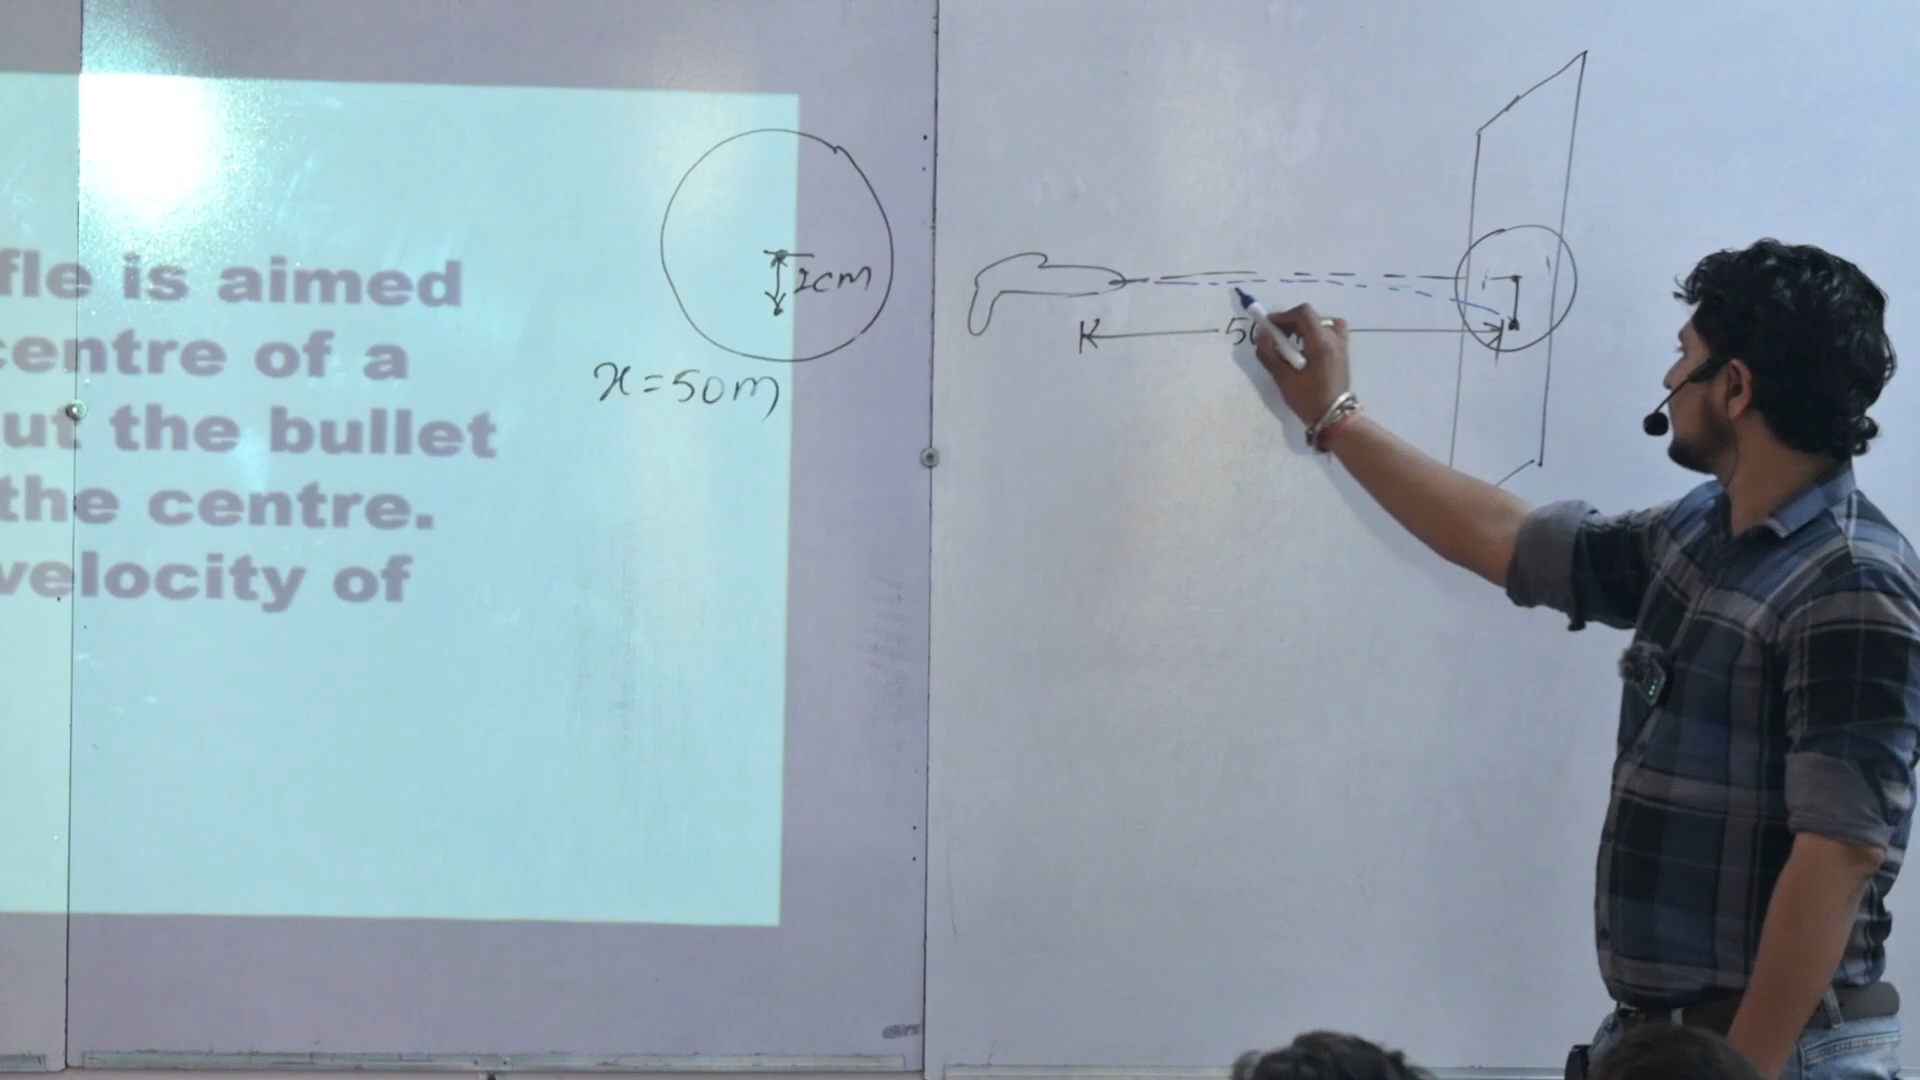 fle is aimed
centre of a
ut the bullet
the centre.
velocity of
2cm
x=50m